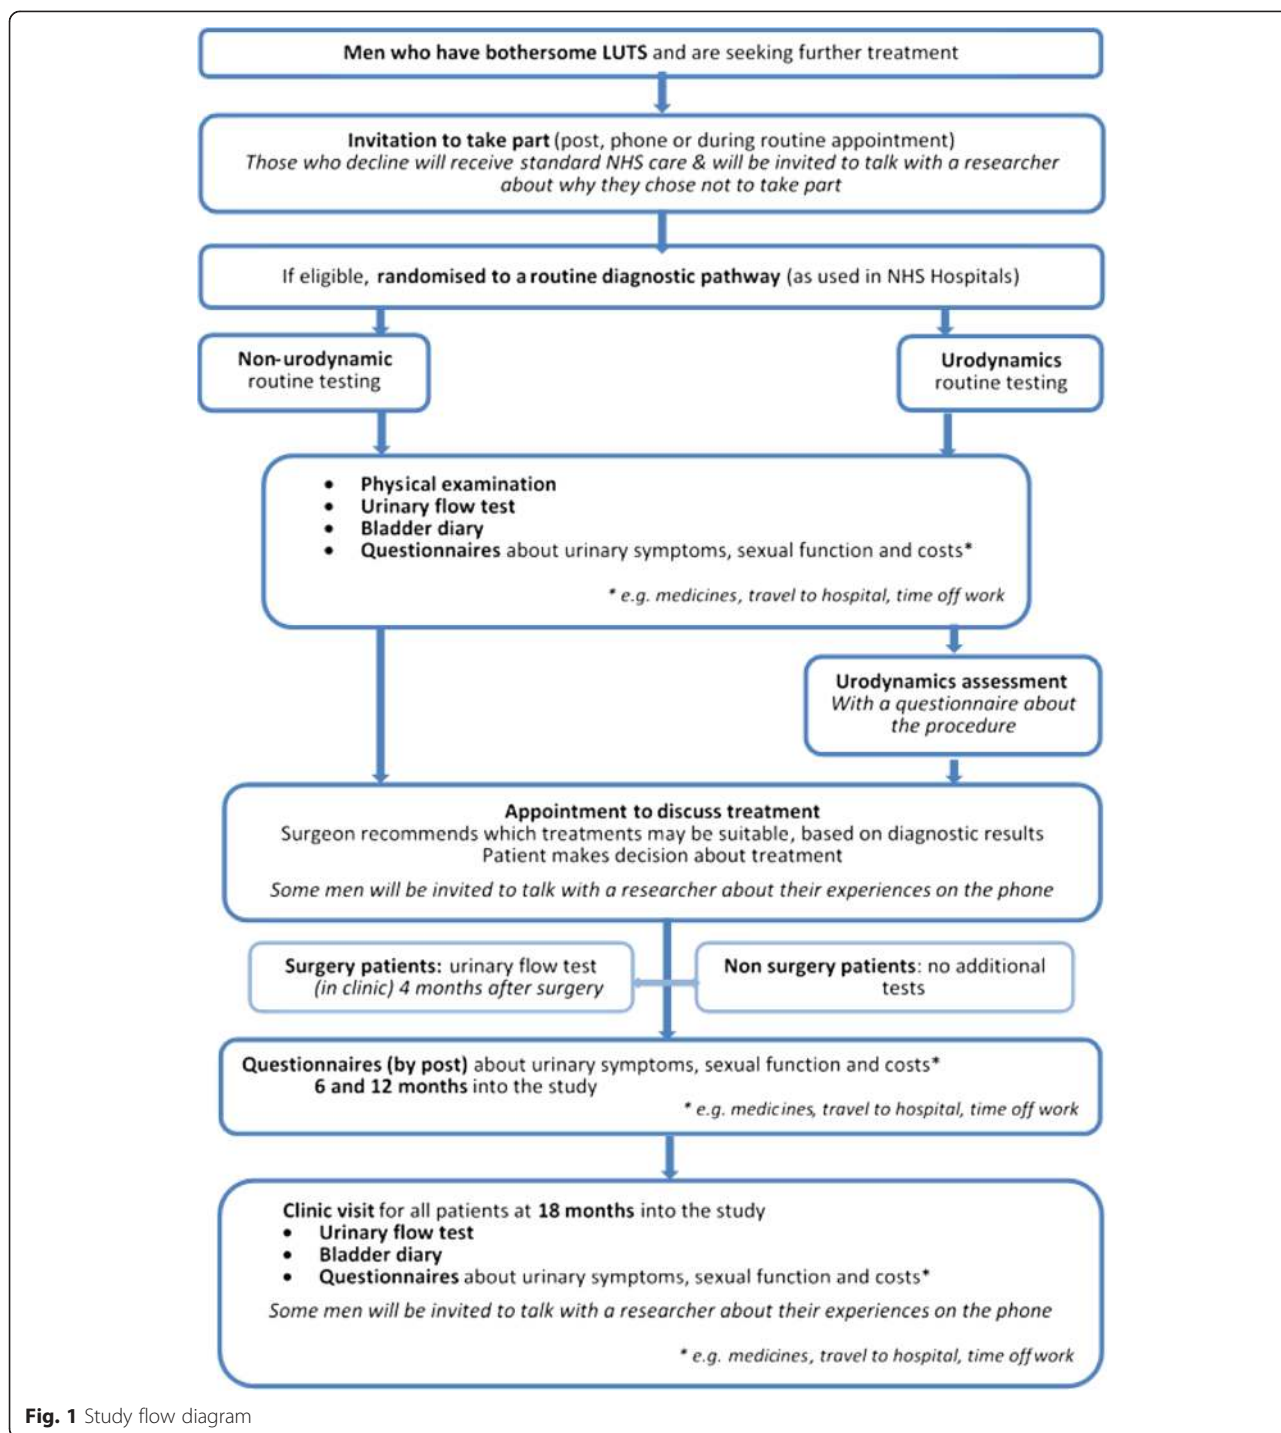 Men who have bothersome LUTS and are seeking further treatment
Invitation to take part (post, phone or during routine appointment)
Those who decline will receive standard NHS care & will be invited to talk with a researcher
about why they chose not to take part
If eligible, randomised to a routine diagnostic pathway (as used in NHS Hospitals)
Non-urodynamic
routine testing
Urodynamics
routine testing
• Physical examination
• Urinary flow test
• Bladder diary
• Questionnaires about urinary symptoms, sexual function and costs*
* e.g. medicines, travel to hospital, time off work
Urodynamics assessment
With a questionnaire about
the procedure
Appointment to discuss treatment
Surgeon recommends which treatments may be suitable, based on diagnostic results
Patient makes decision about treatment
Some men will be invited to talk with a researcher about their experiences on the phone
Surgery patients: urinary flow test
(in clinic) 4 months after surgery
Non surgery patients: no additional
tests
Questionnaires (by post) about urinary symptoms, sexual function and costs*
6 and 12 months into the study
* e.g. medicines, travel to hospital, time off work
Clinic visit for all patients at 18 months into the study
• Urinary flow test
• Bladder diary
• Questionnaires about urinary symptoms, sexual function and costs*
Some men will be invited to talk with a researcher about their experiences on the phone
* e.g. medicines, travel to hospital, time off work
Fig. 1 Study flow diagram